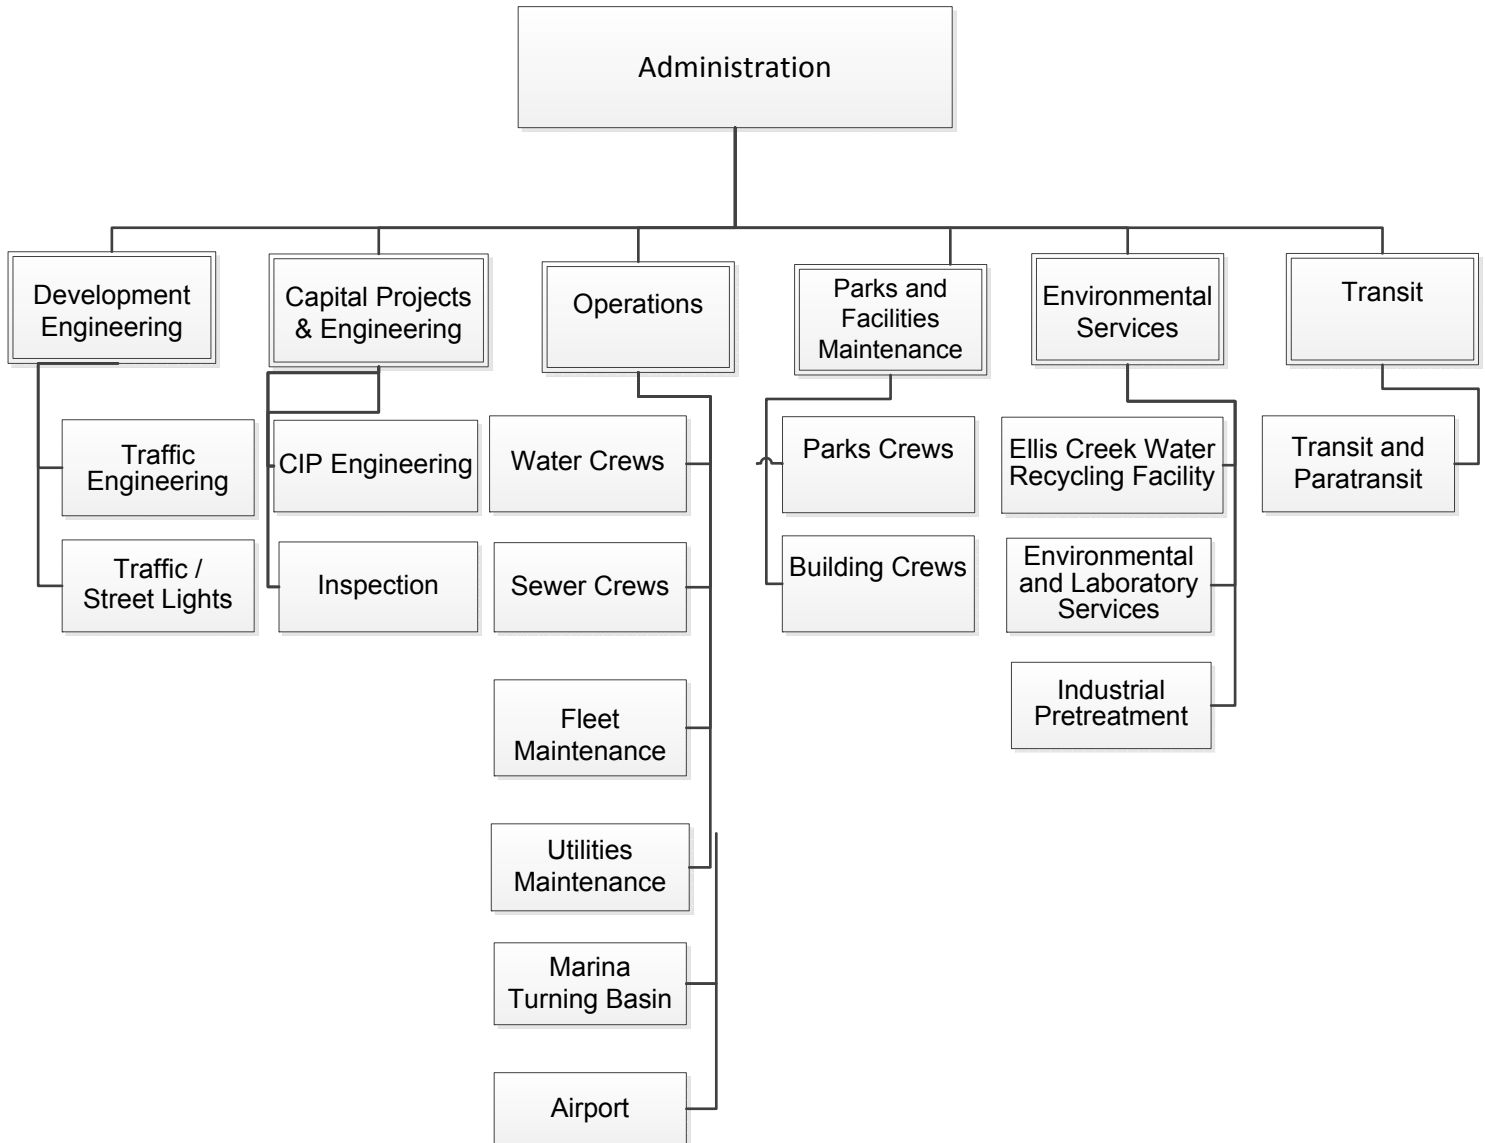 Administration
Development
Engineering
Capital Projects
& Engineering
Operations
Parks and
Facilities
Maintenance
Environmental
Services
Transit
Traffic
Engineering
CIP Engineering
Water Crews
Parks Crews
Ellis Creek Water
Recycling Facility
Transit and
Paratransit
Traffic /
Street Lights
Inspection
Sewer Crews
Building Crews
Environmental
and Laboratory
Services
Fleet
Maintenance
Industrial
Pretreatment
Utilities
Maintenance
Marina
Turning Basin
Airport